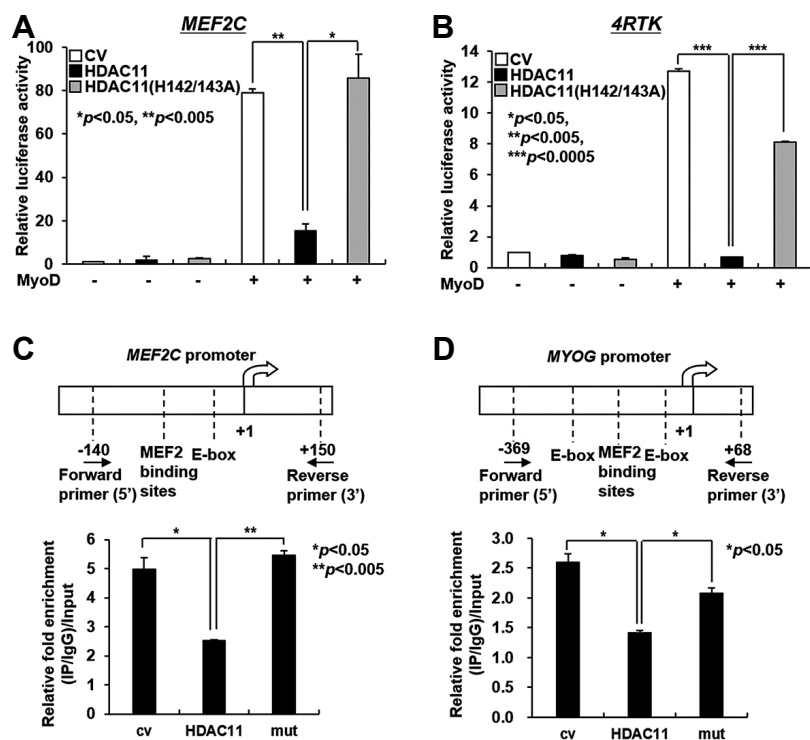 A
MEF2C
Relative luciferase activity
100
80
60
40
20
0
CV
HDAC11
HDAC11(H142/143A)
*p<0.05, **p<0.005
**
*
MyoD - - - + + +
B
4RTK
Relative luciferase activity
14
12
10
8
6
4
2
0
CV
HDAC11
HDAC11(H142/143A)
*p<0.05,
**p<0.005,
***p<0.0005
***
***
MyoD - - - + + +
C
MEF2C promoter
+1
-140
MEF2
binding
sites
E-box
+150
Forward
primer (5’)
Reverse
primer (3’)
Relative fold enrichment
(IP/IgG)/Input
6
5
4
3
2
1
0
*
**
*p<0.05
**p<0.005
cv HDAC11 mut
D
MYOG promoter
+1
-369
E-box
MEF2
binding
sites
E-box
+68
Forward
primer (5’)
Reverse
primer (3’)
Relative fold enrichment
(IP/IgG)/Input
3.0
2.5
2.0
1.5
1.0
0.5
0.0
*
*
*p<0.05
cv HDAC11 mut